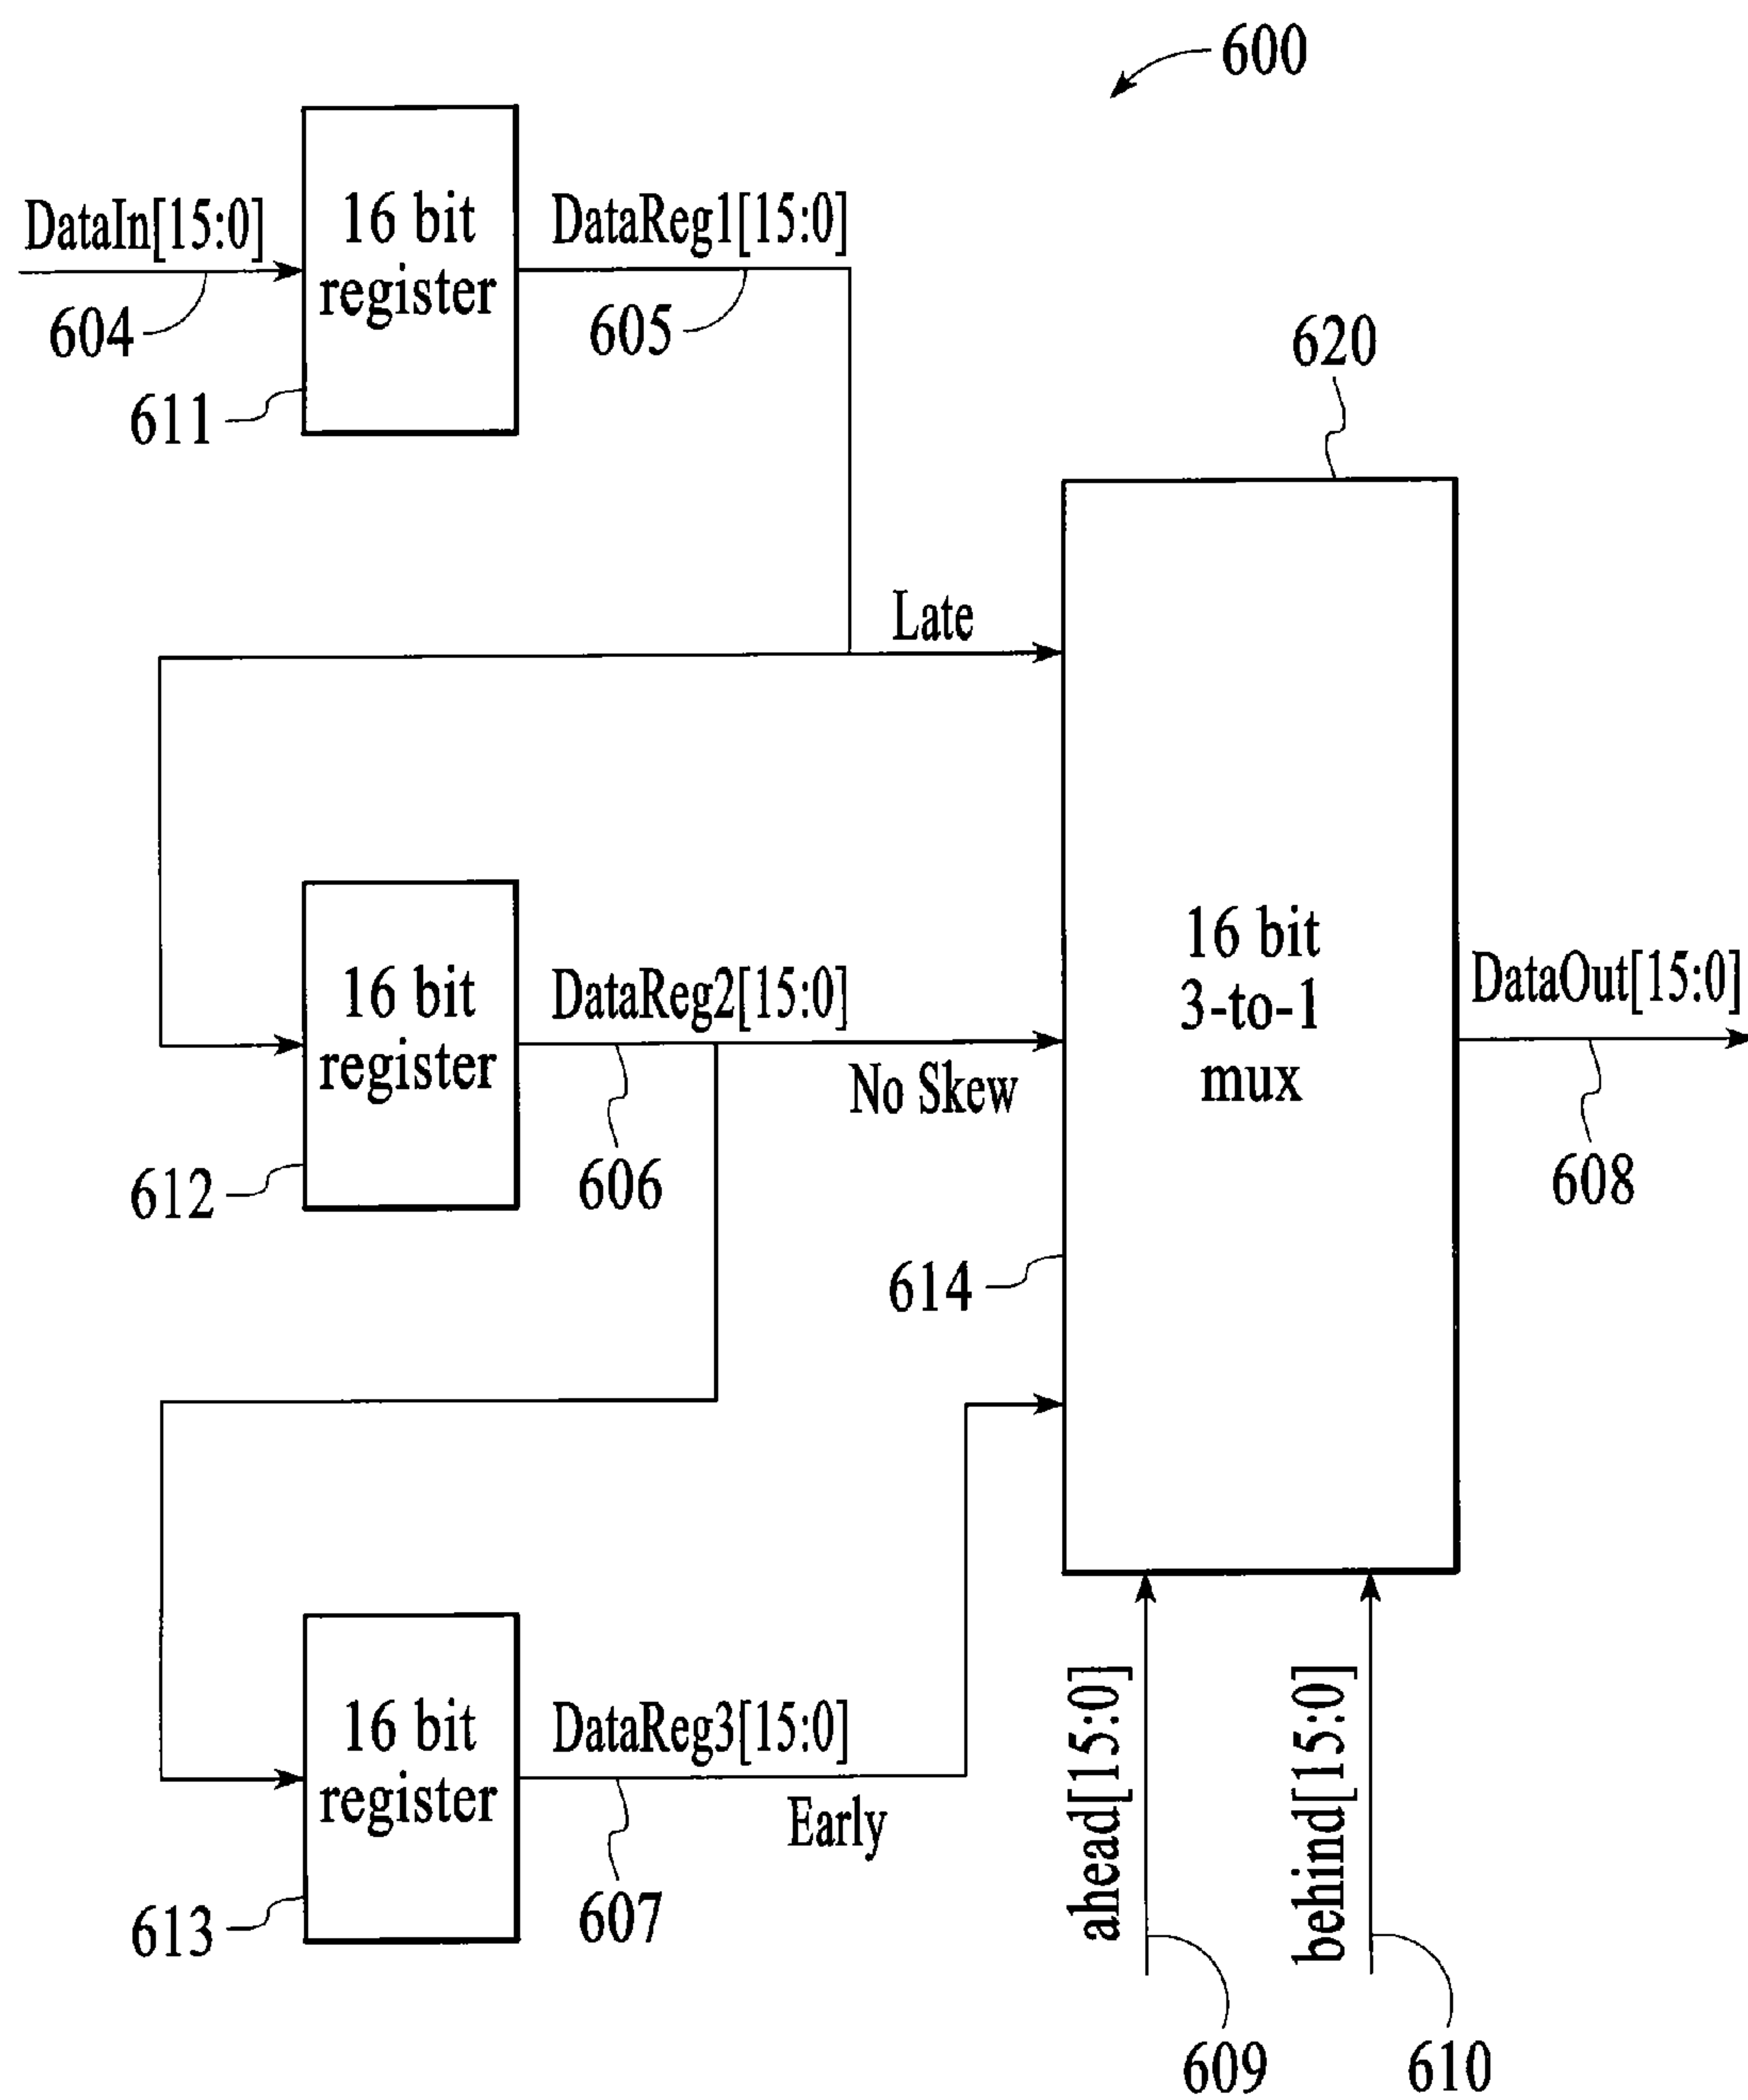 600
DataIn[15:0]
604
16 bit
register
611
DataReg1[15:0]
605
620
Late
16 bit
register
612
DataReg2[15:0]
606
No Skew
614
16 bit
3-to-1
mux
DataOut[15:0]
608
16 bit
register
613
DataReg3[15:0]
Early
607
ahead[15:0]
behind[15:0]
609
610